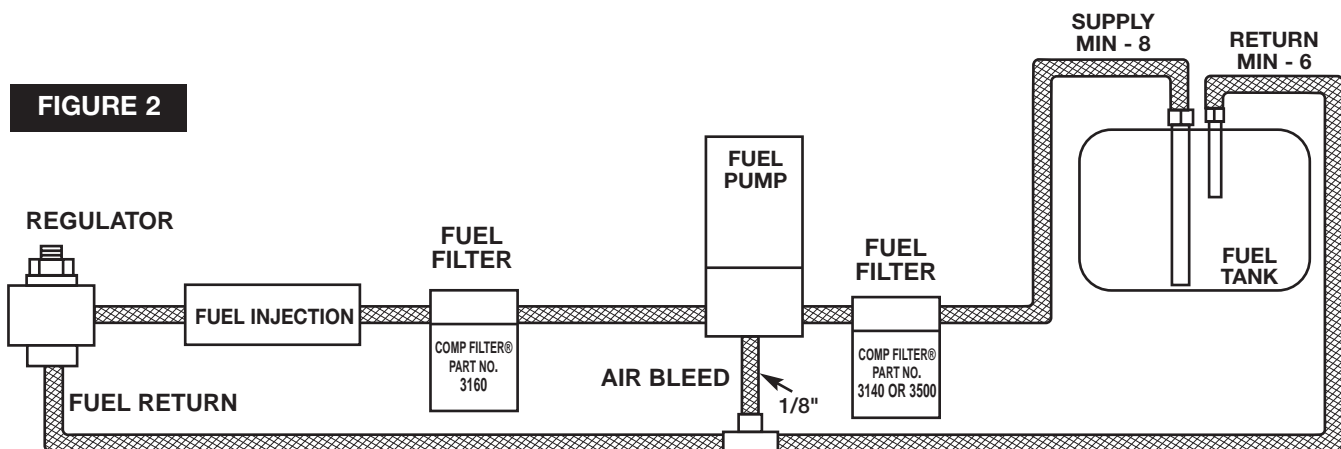 SUPPLY
MIN - 8
RETURN
MIN - 6
FIGURE 2
FUEL
PUMP
REGULATOR
FUEL
FILTER
FUEL
FILTER
FUEL
TANK
FUEL INJECTION
COMP FILTER®
PART NO.
3160
AIR BLEED
COMP FILTER®
PART NO.
3140 OR 3500
1/8"
FUEL RETURN